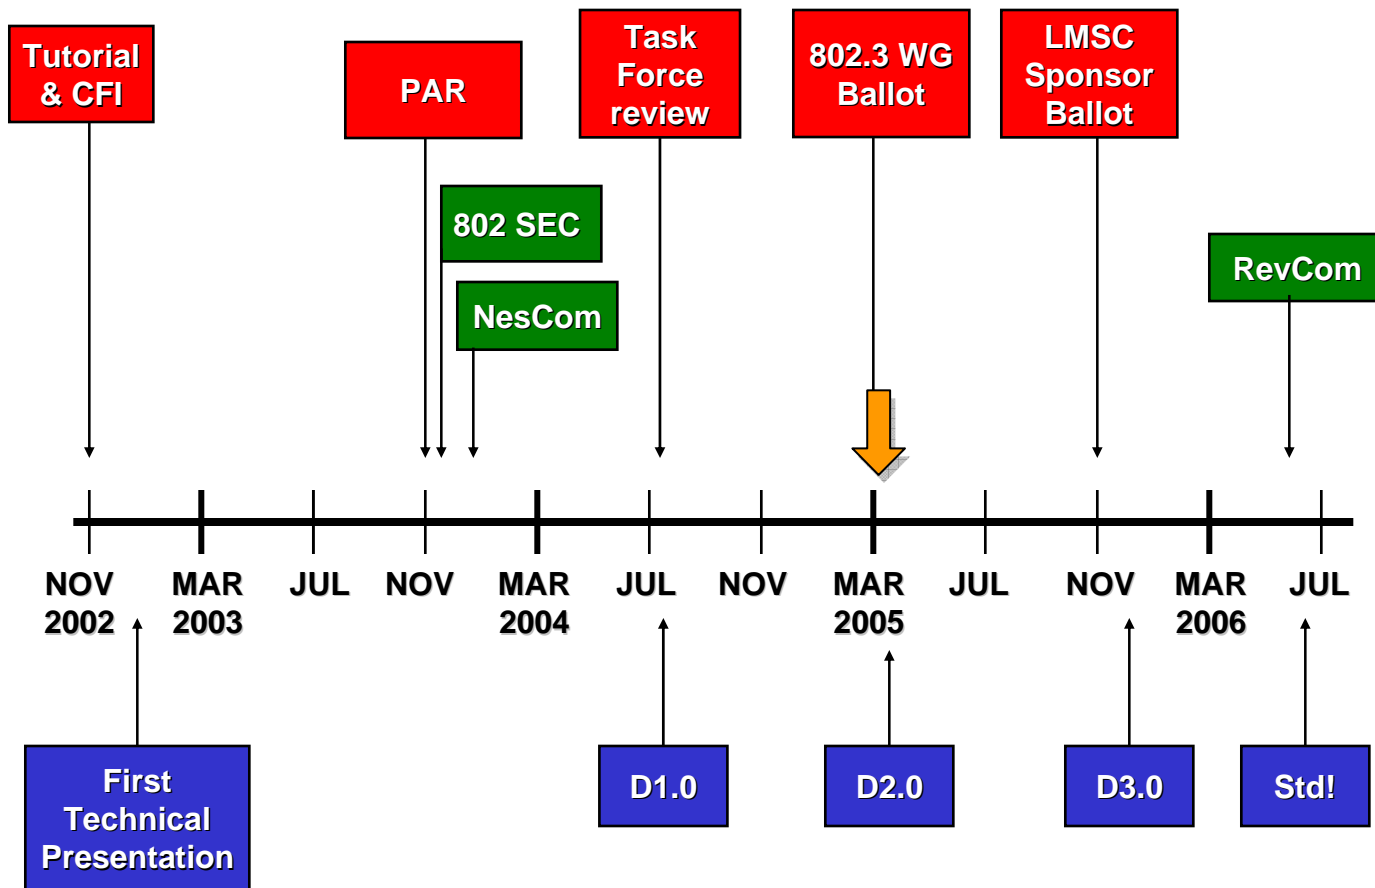 Tutorial
& CFI
PAR
Task
Force
review
802.3 WG
Ballot
LMSC
Sponsor
Ballot
802 SEC
NesCom
RevCom
NOV
2002
MAR
2003
JUL
NOV
MAR
2004
JUL
NOV
MAR
2005
JUL
NOV
MAR
2006
JUL
First
Technical
Presentation
D1.0
D2.0
D3.0
Std!